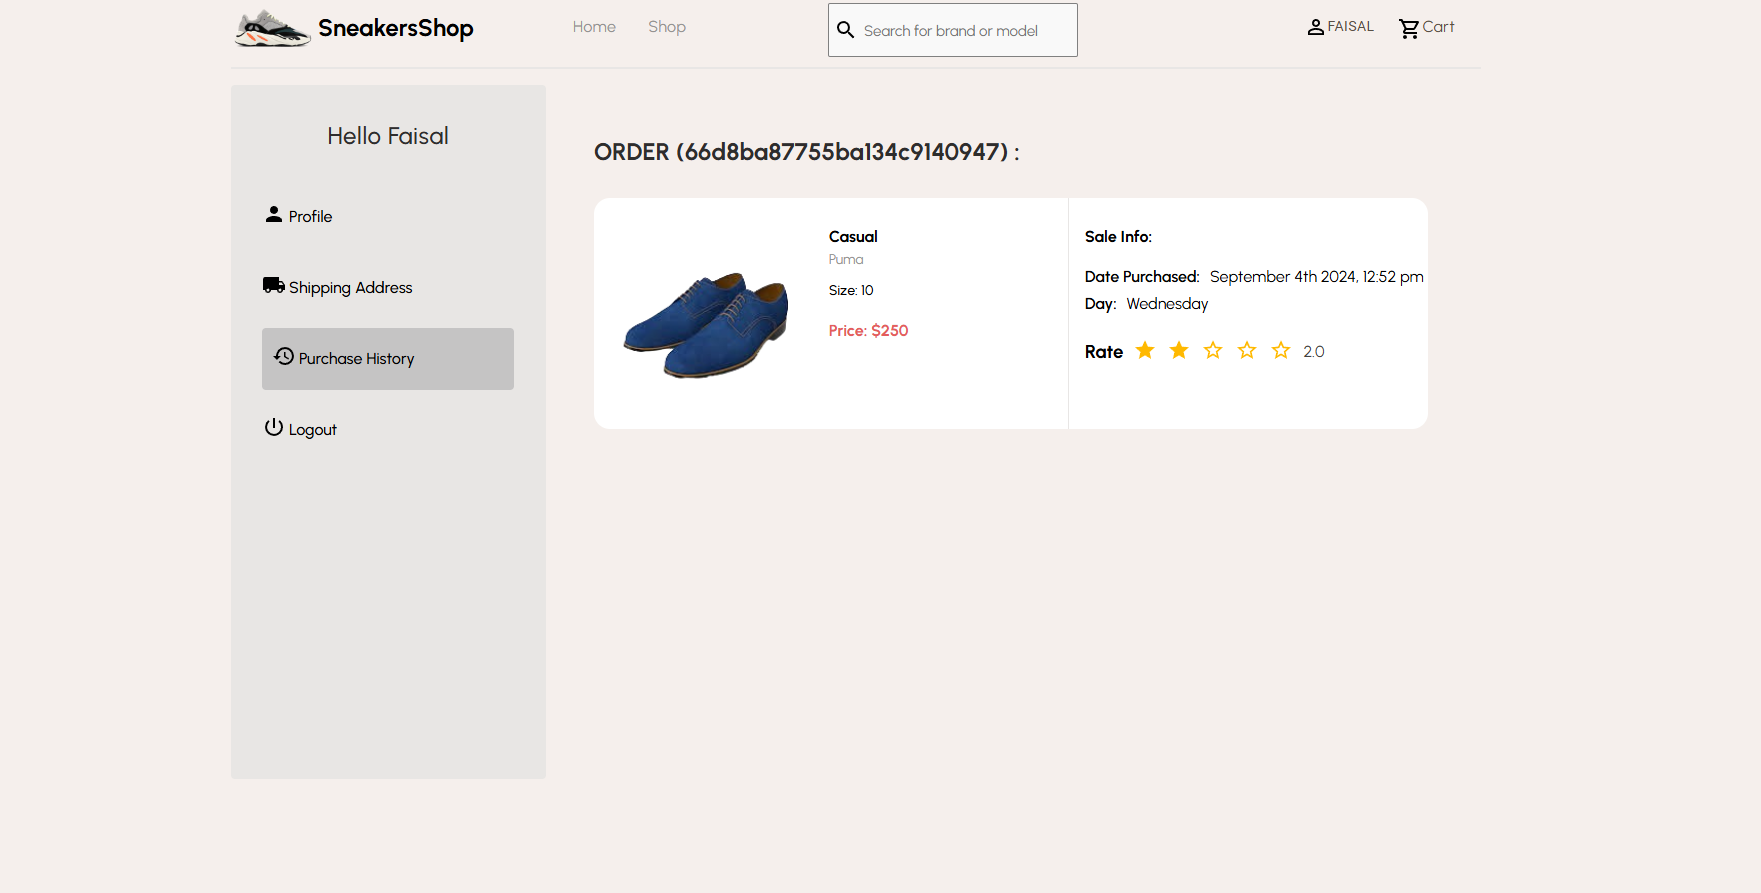 SneakersShop
Home
Shop
Search for brand or model
FAISAL
Cart
Hello Faisal
Profile
Shipping Address
Purchase History
Logout
ORDER (66d8ba87755ba134c9140947) :
Casual
Puma
Size: 10
Price: $250
Sale Info:
Date Purchased: September 4th 2024, 12:52 pm
Day: Wednesday
Rate 2.0